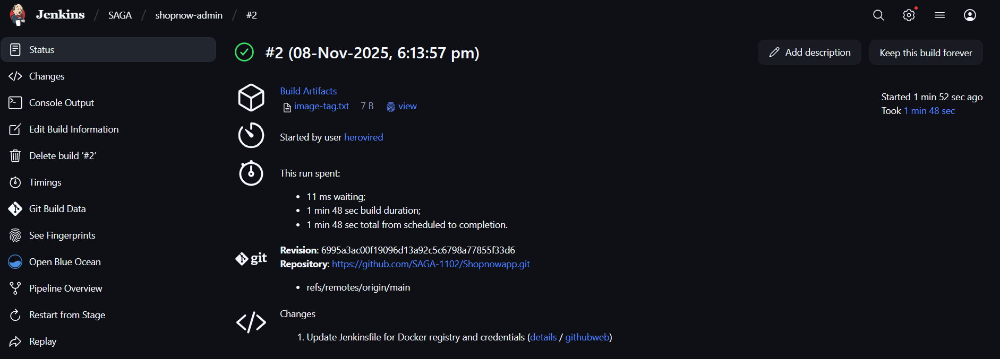 Jenkins / SAGA / shopnow-admin / #2
Status
Changes
Console Output
Edit Build Information
Delete build ‘#2’
Timings
Git Build Data
See Fingerprints
Open Blue Ocean
Pipeline Overview
Restart from Stage
Replay
#2 (08-Nov-2025, 6:13:57 pm)
Add description
Keep this build forever
Build Artifacts
image-tag.txt 7 B view
Started 1 min 52 sec ago
Took 1 min 48 sec
Started by user herovired
This run spent:
• 11 ms waiting;
• 1 min 48 sec build duration;
• 1 min 48 sec total from scheduled to completion.
git
Revision: 6995a3ac00f19096d13a92c5c6798a77855f33d6
Repository: https://github.com/SAGA-1102/Shopnowapp.git
• refs/remotes/origin/main
Changes
1. Update Jenkinsfile for Docker registry and credentials (details / githubweb)